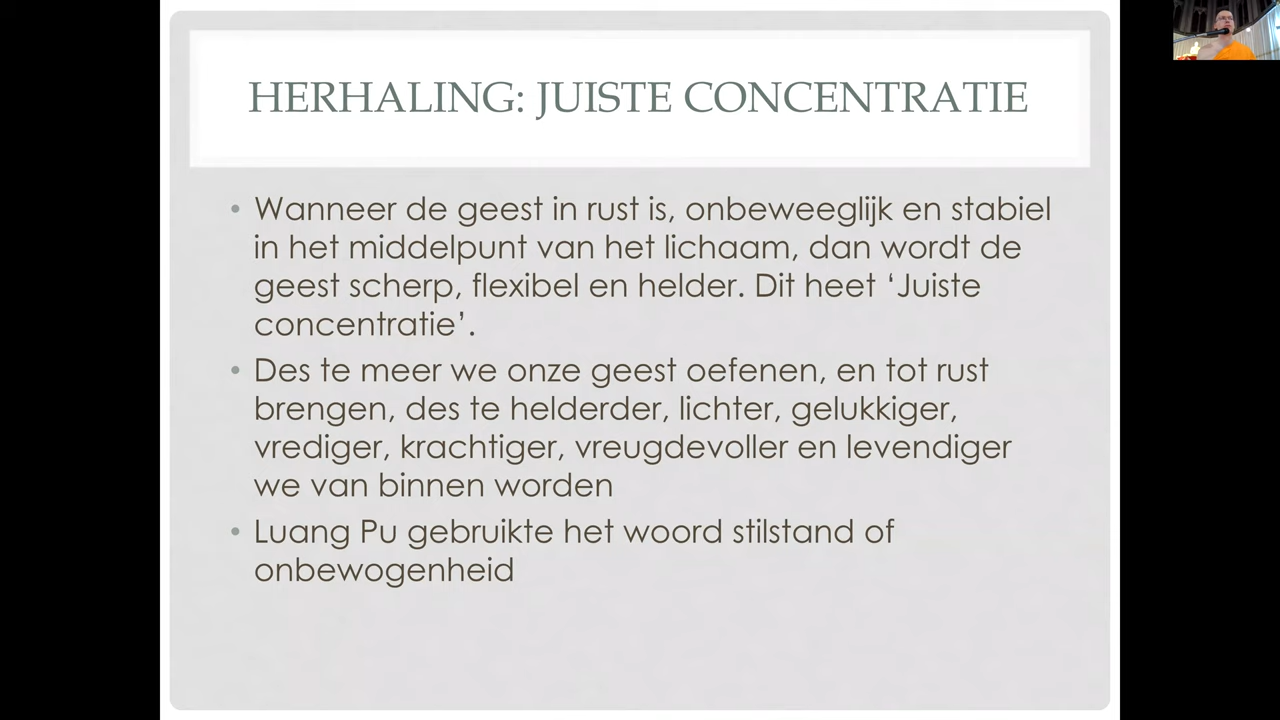 HERHALING: JUISTE CONCENTRATIE
• Wanneer de geest in rust is, onbeweeglijk en stabiel
in het middelpunt van het lichaam, dan wordt de
geest scherp, flexibel en helder. Dit heet ‘Juiste
concentratie’.
• Des te meer we onze geest oefenen, en tot rust
brengen, des te helderder, lichter, gelukkiger,
vrediger, krachtiger, vreugdevoller en levendiger
we van binnen worden
• Luang Pu gebruikte het woord stilstand of
onbewogenheid